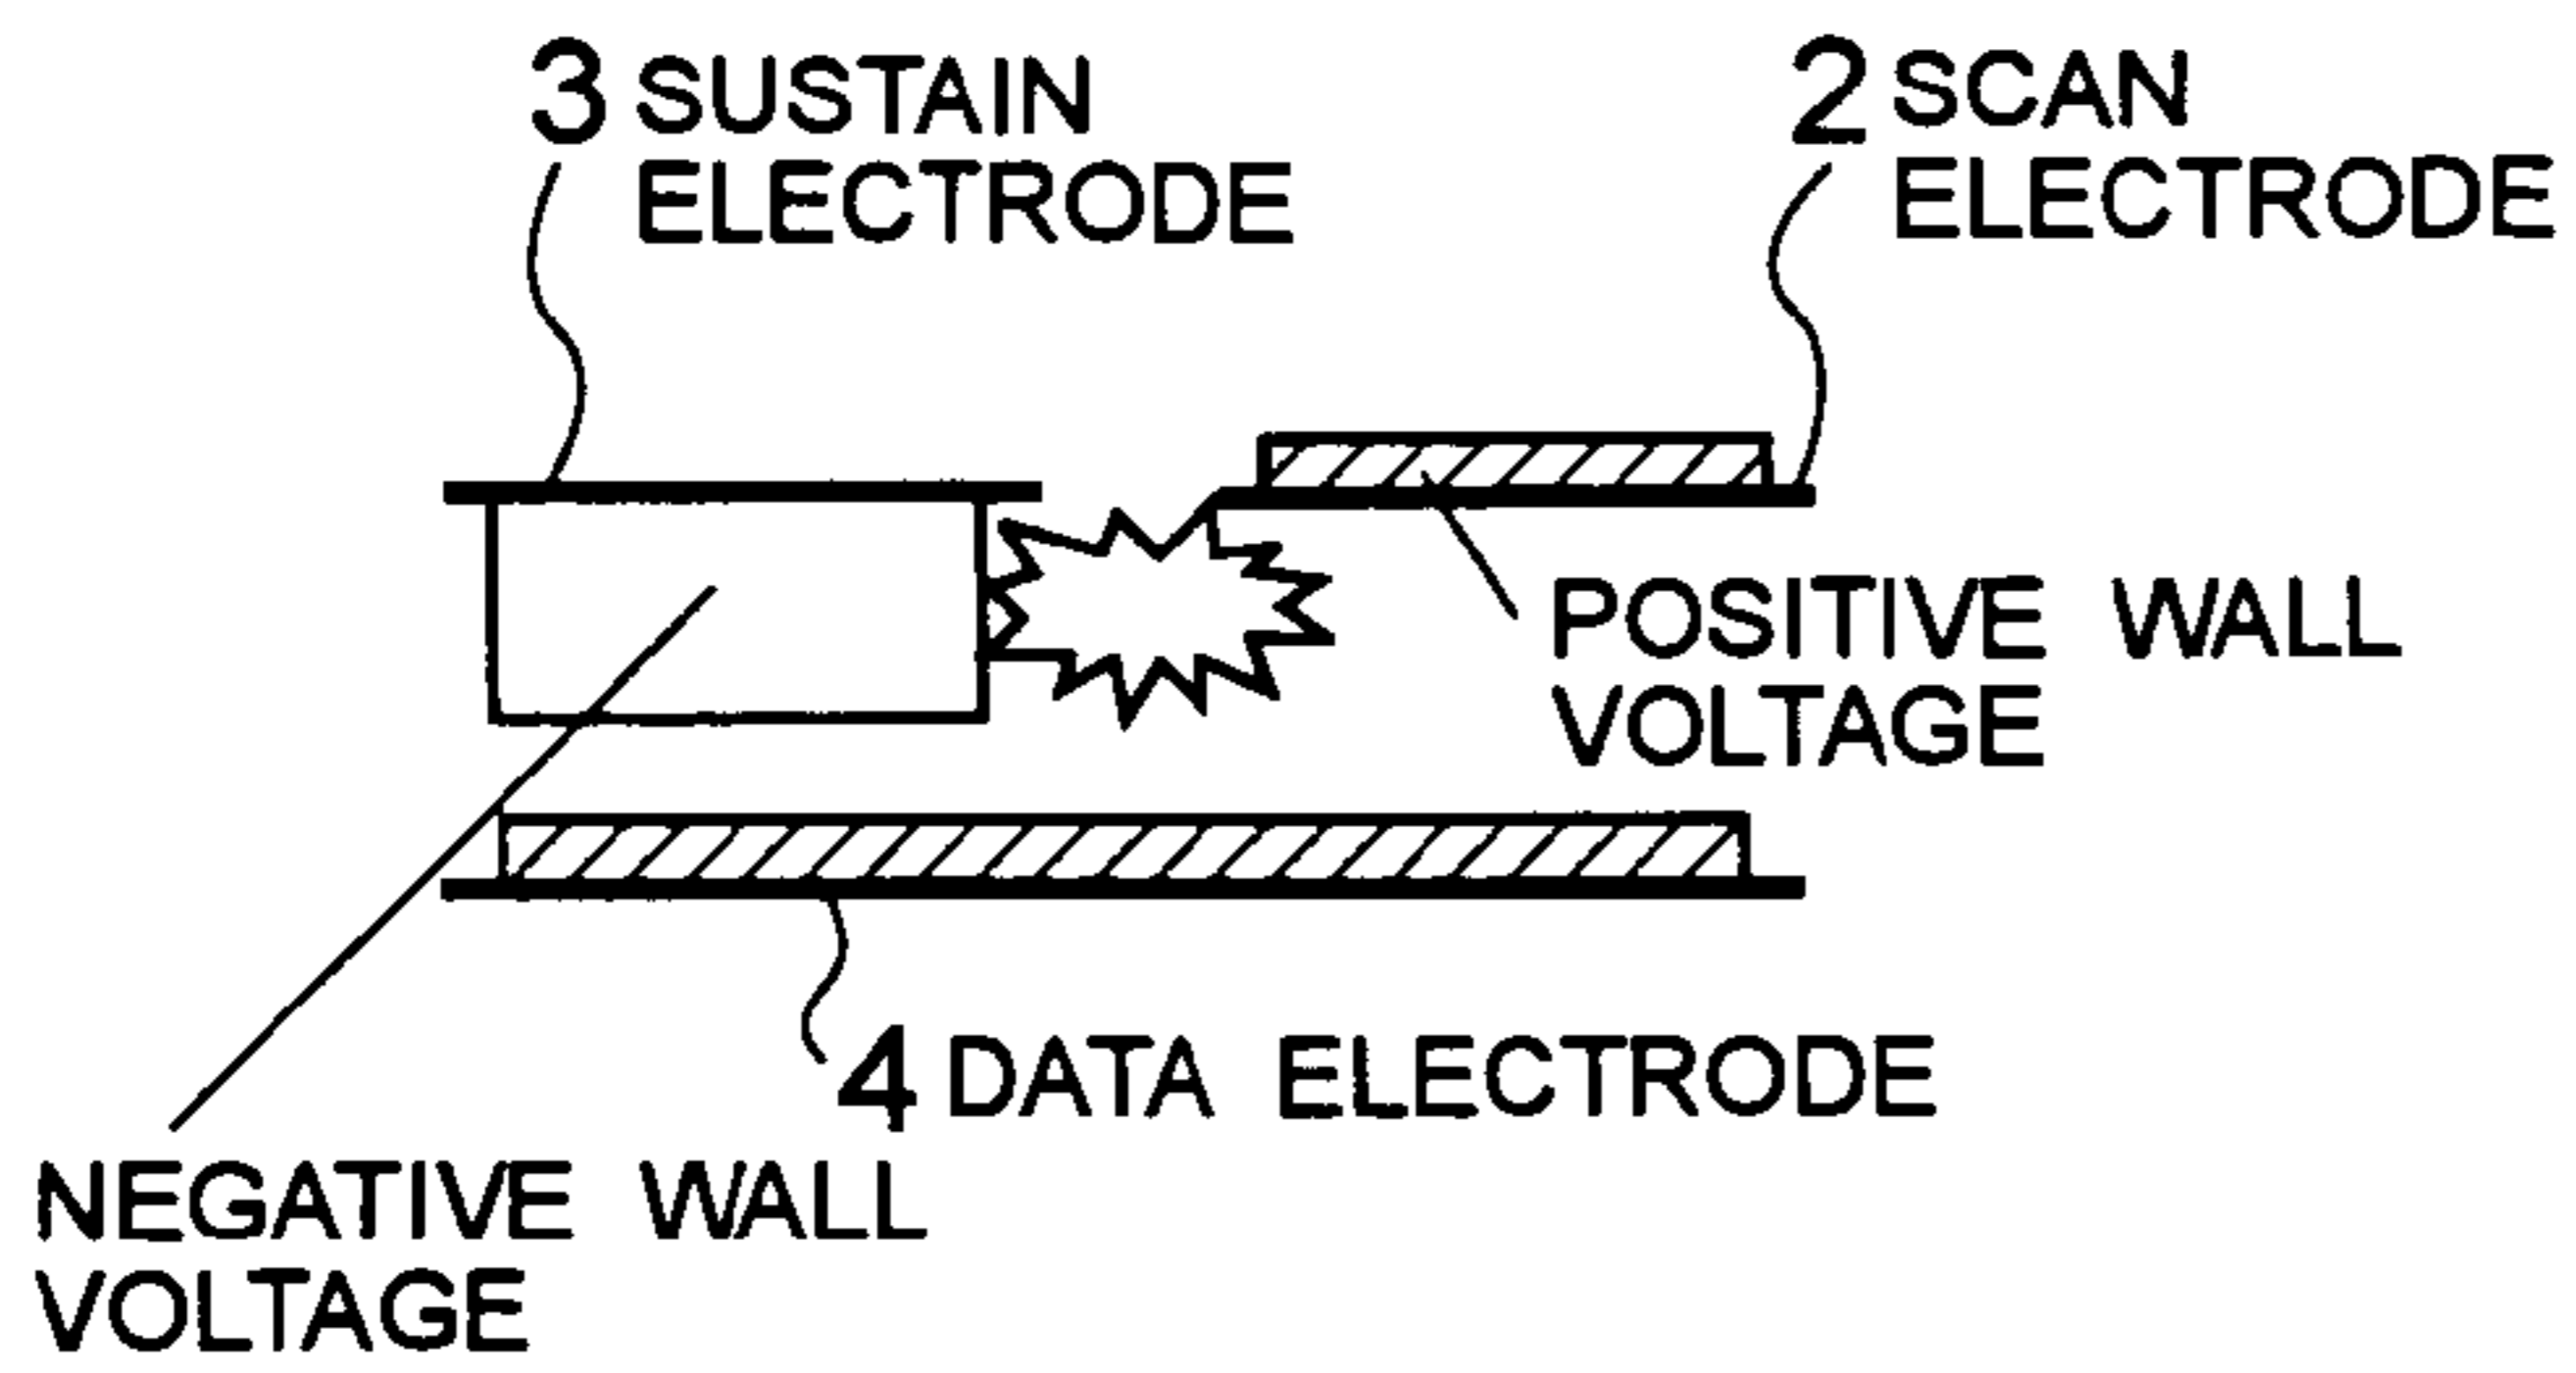 3 SUSTAIN
ELECTRODE
2 SCAN
ELECTRODE
POSITIVE WALL
VOLTAGE
4 DATA ELECTRODE
NEGATIVE WALL
VOLTAGE